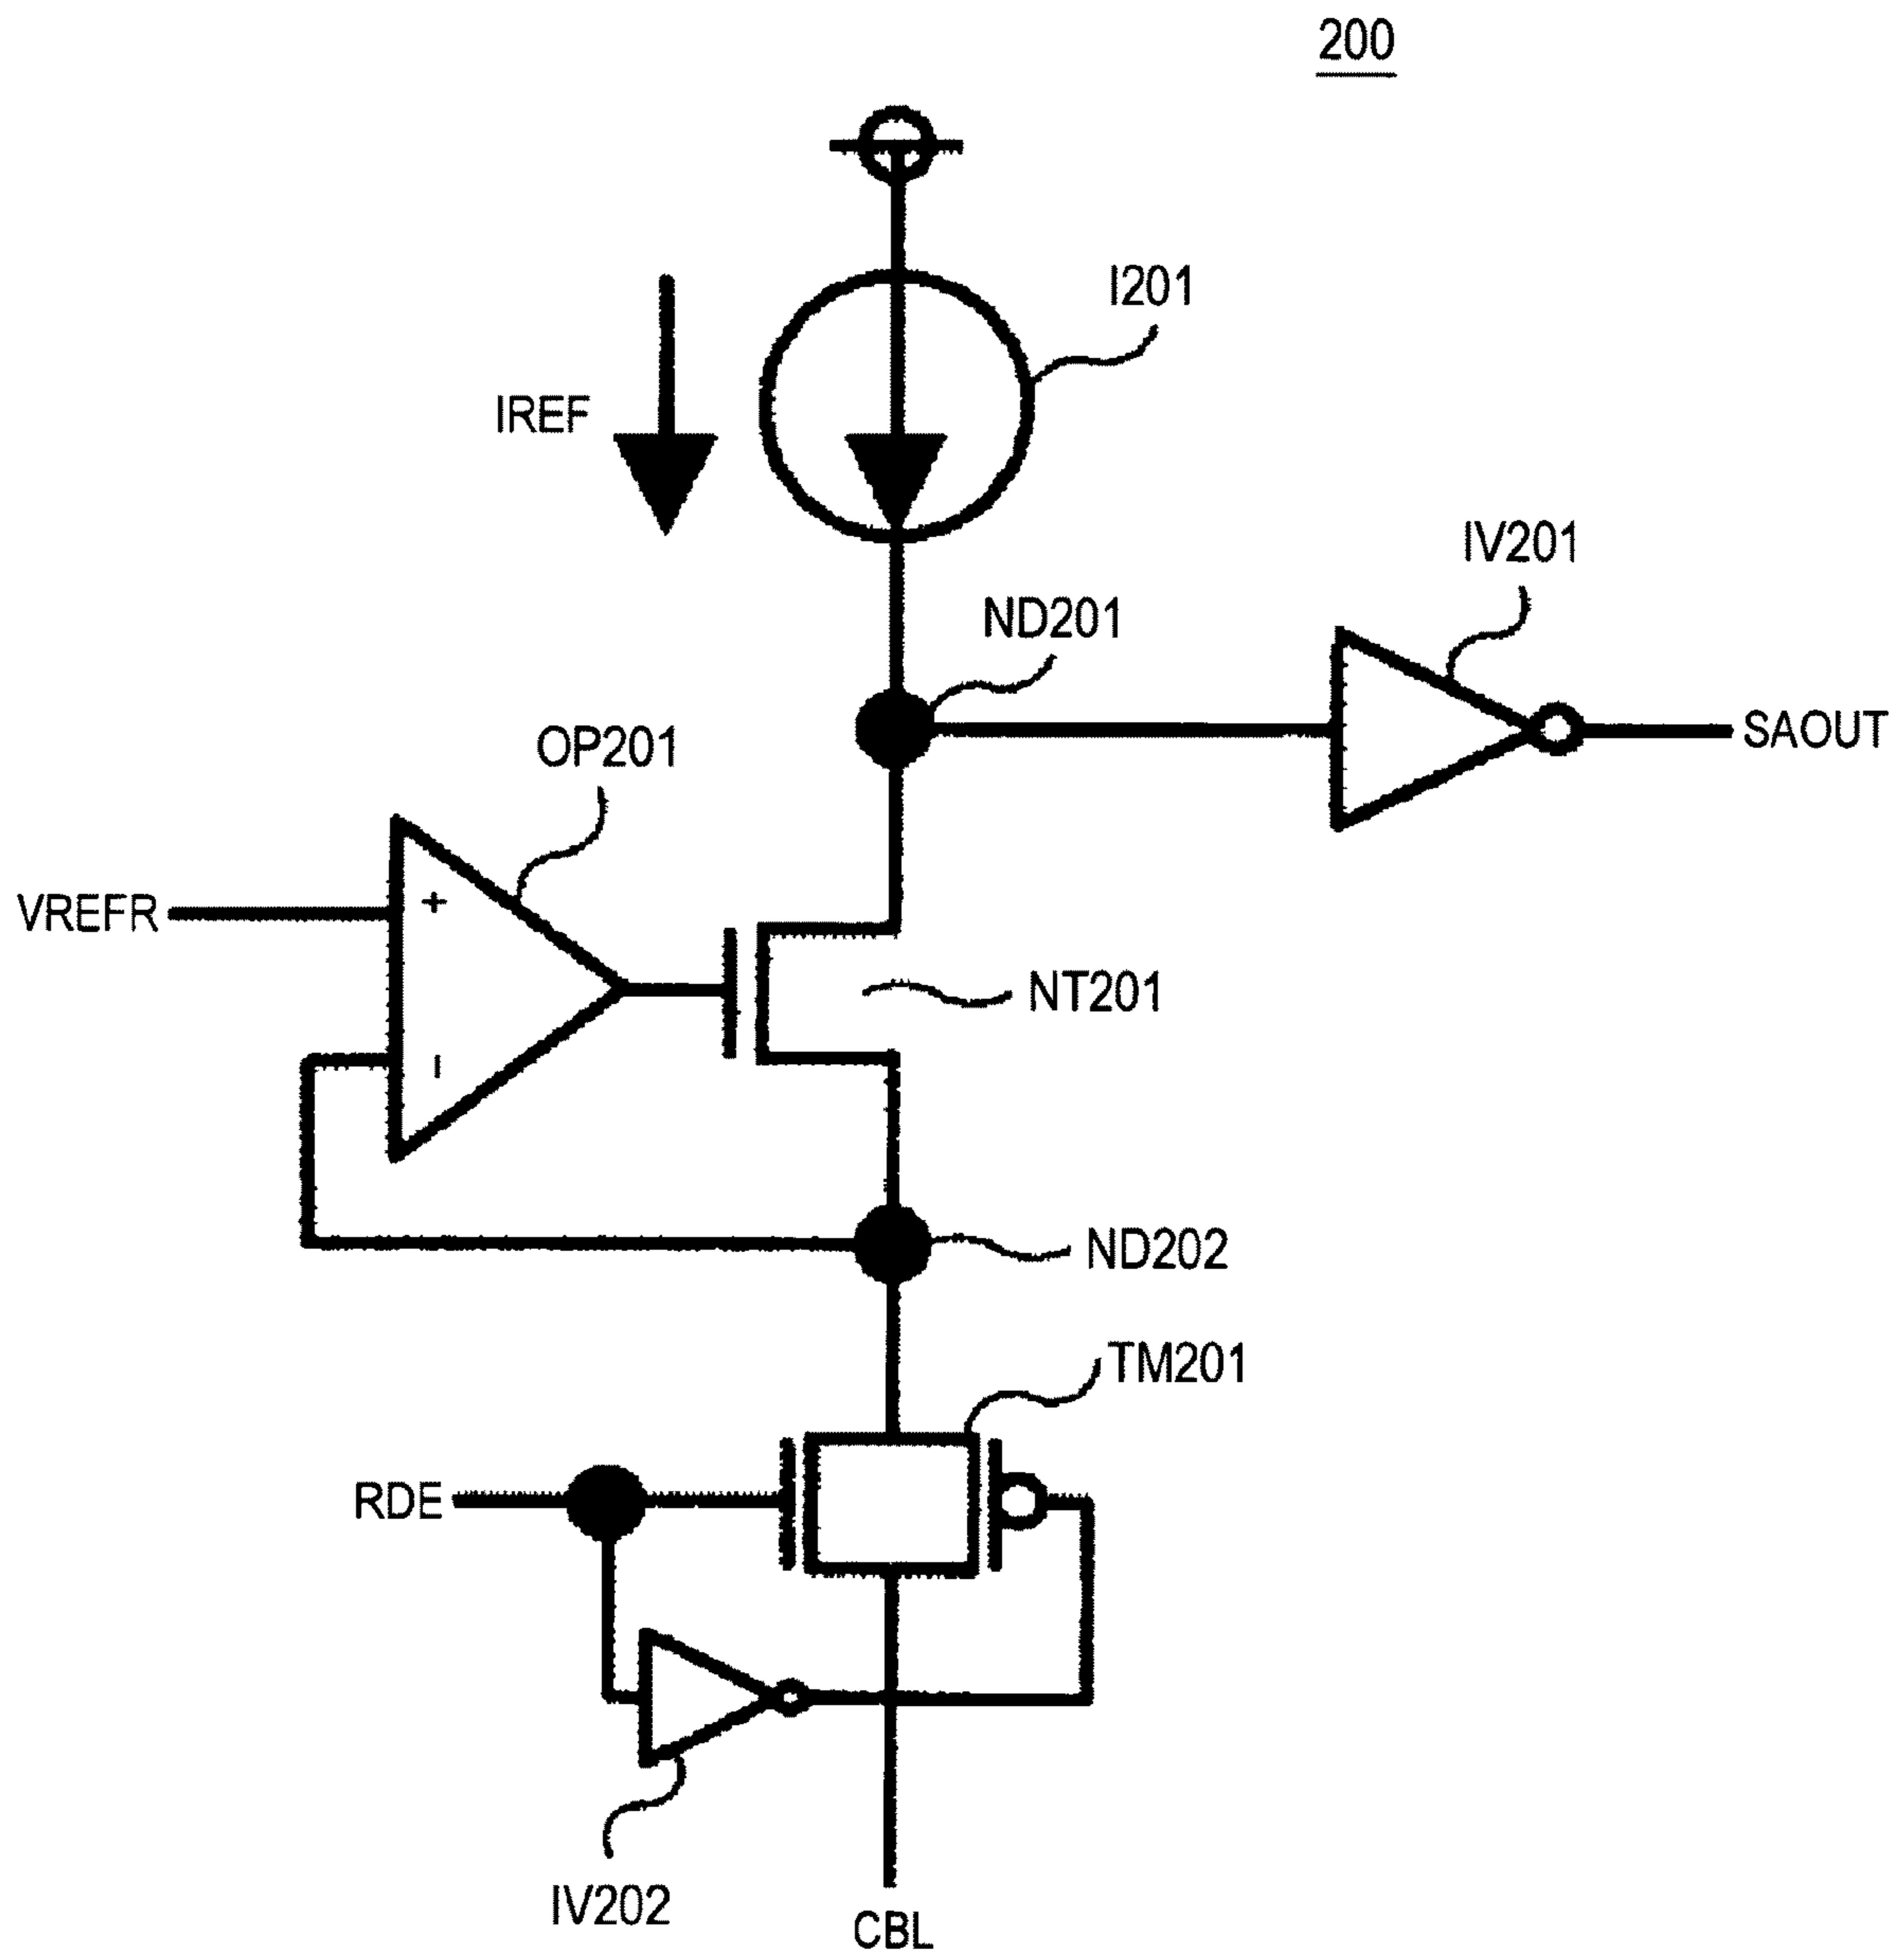 200
I201
IREF
IV201
ND201
SAOUT
OP201
VREFR
+
NT201
-
ND202
TM201
RDE
IV202
CBL